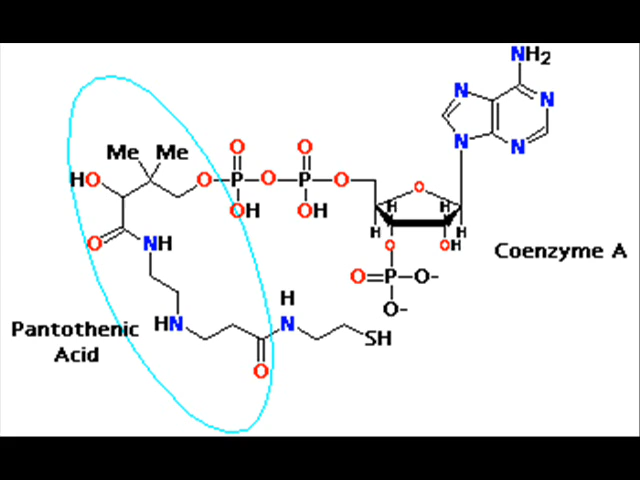 NH2
N
N
N
N
Me Me
O O
HO O P O P O O
OH OH H H
H H
O NH O OH
Coenzyme A
O P O-
H O-
HN N
Pantothenic
Acid
SH
O